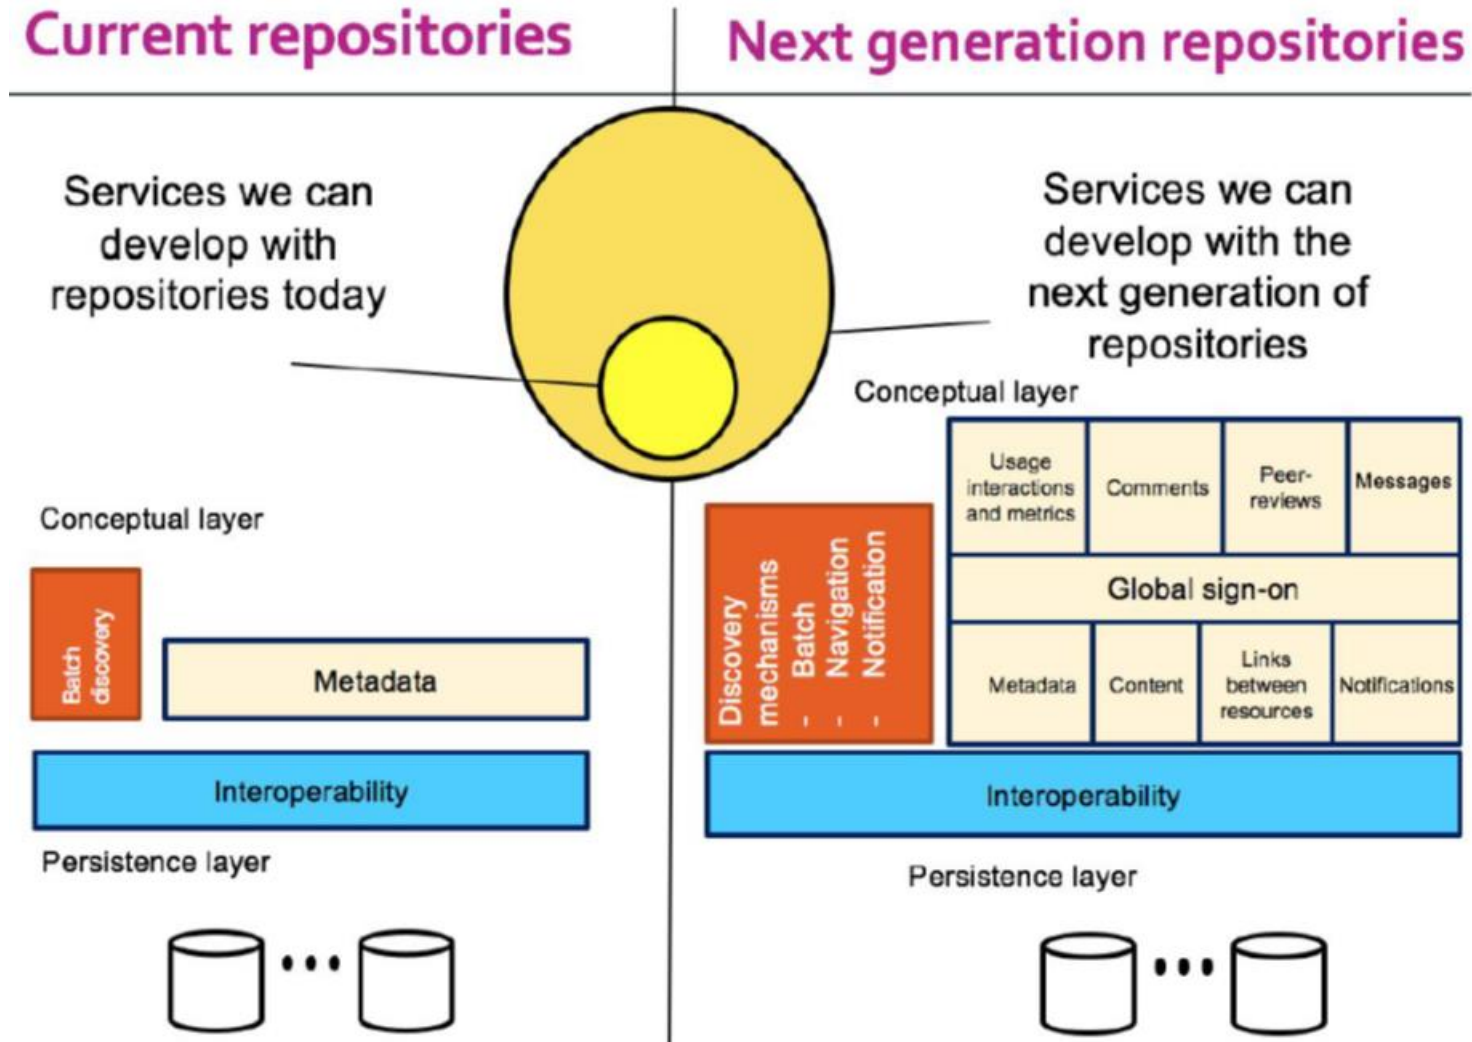 Current repositories
Next generation repositories
Services we can
develop with
repositories today
Services we can
develop with the
next generation of
repositories
Conceptual layer
Batch
discovery
Metadata
Interoperability
Persistence layer
Conceptual layer
Discovery
mechanisms
- Batch
- Navigation
- Notification
Usage
interactions
and metrics
Comments
Peer-
reviews
Messages
Global sign-on
Metadata
Content
Links
between
resources
Notifications
Interoperability
Persistence layer